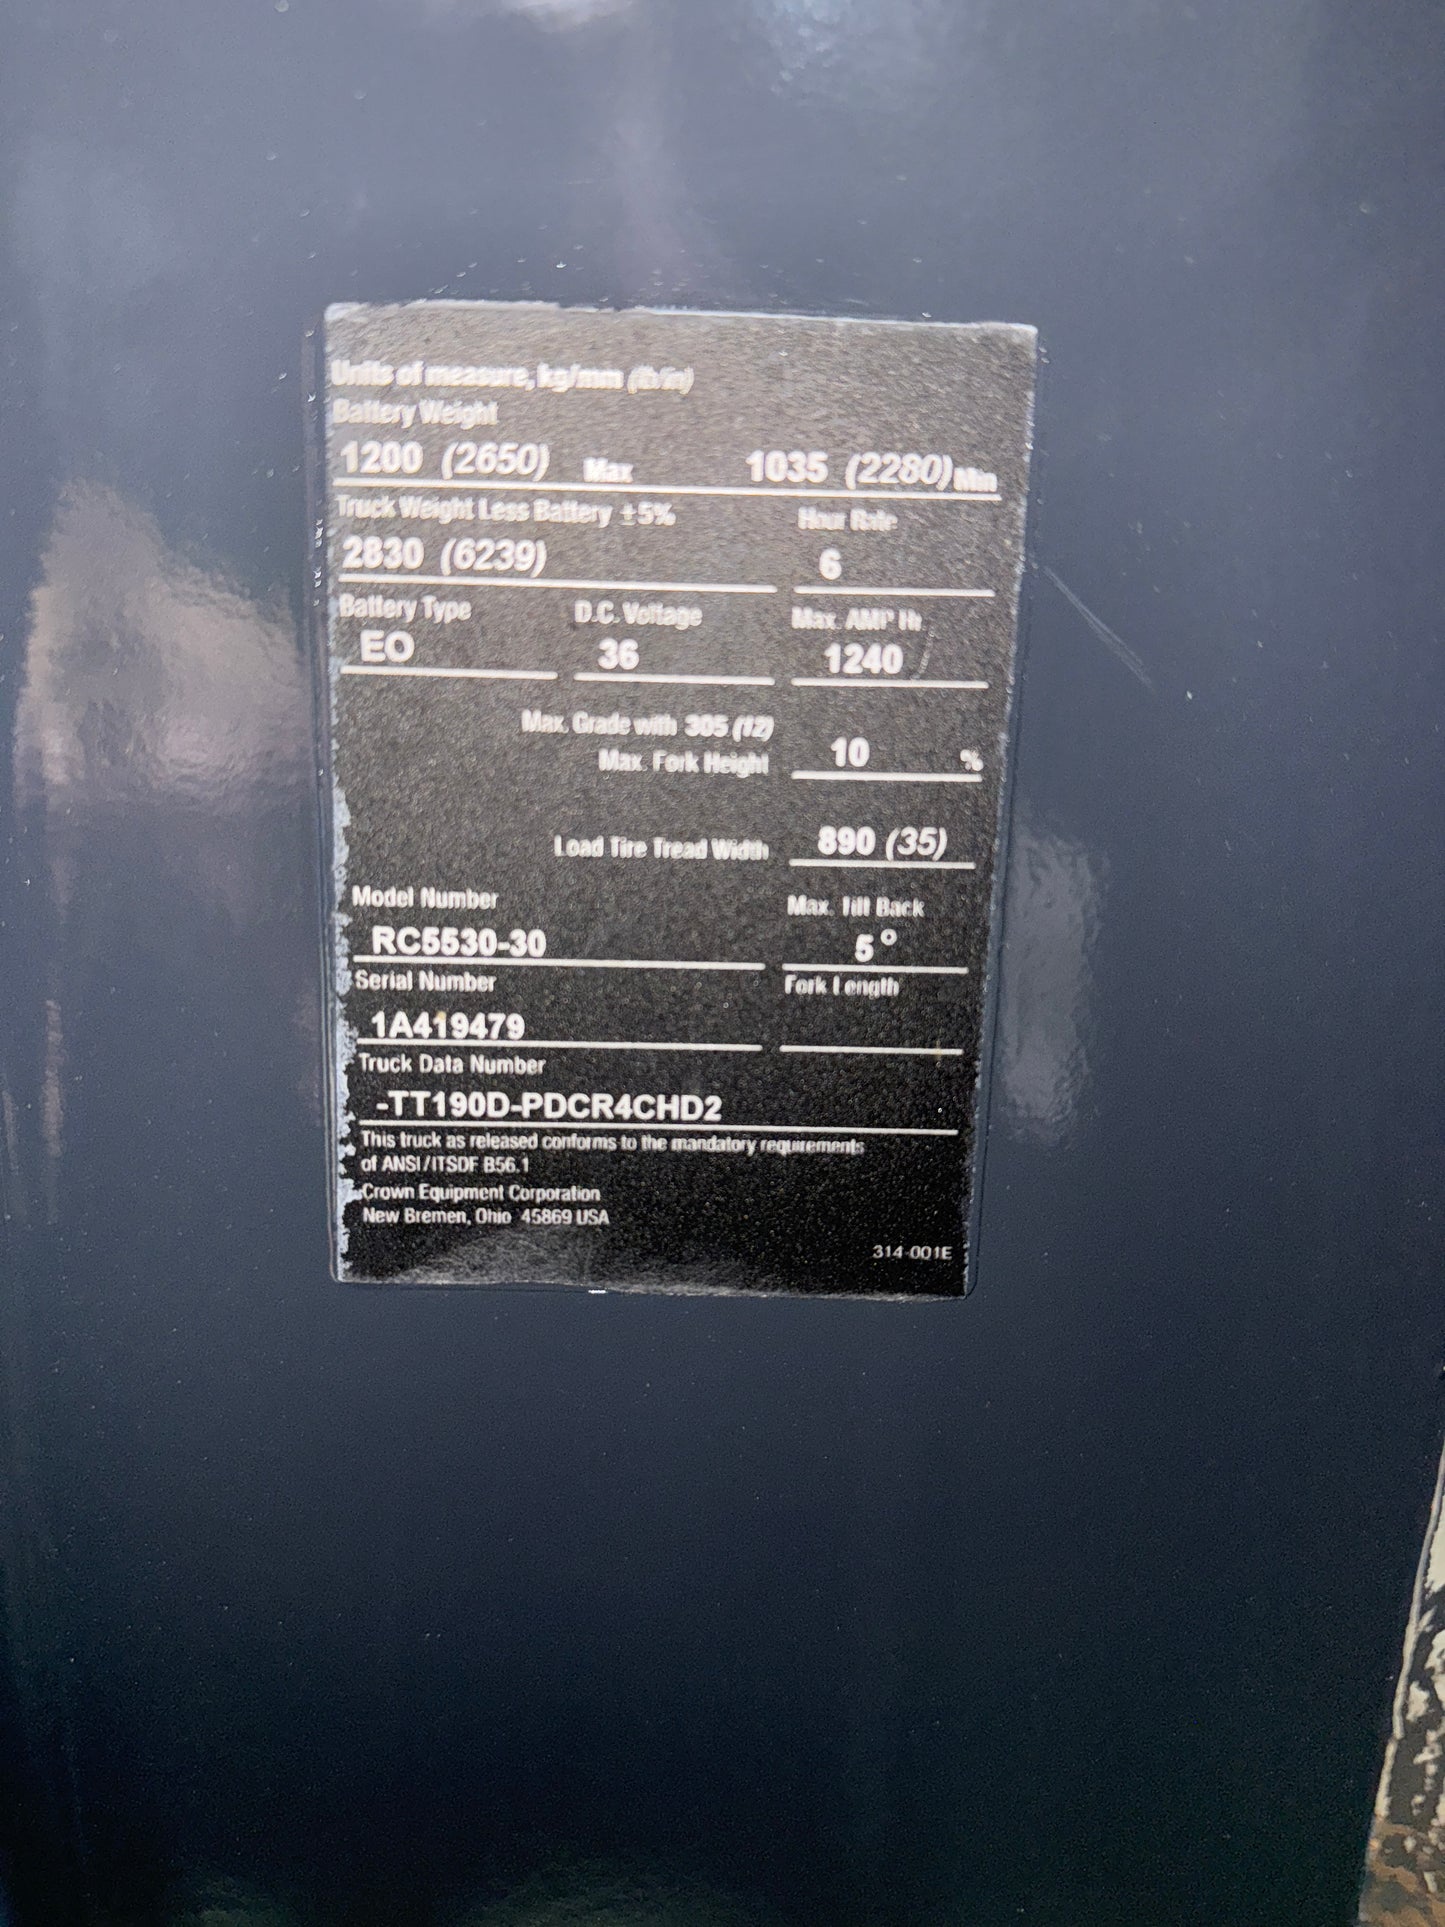 Units of measure, kg/mm (lb/in)
Battery Weight
1200 (2650) Max 1035 (2280) Min
Truck Weight Less Battery ±5% Hour Rate
2830 (6239) 6
Battery Type D.C. Voltage Max. AMP Hr
EO 36 1240
Max. Grade with 305 (12)
Max. Fork Height 10 %
Load Tire Tread Width 890 (35)
Model Number Max. Tilt Back
RC5530-30 5°
Serial Number Fork Length
1A419479
Truck Data Number
-TT190D-PDCR4CHD2
This truck as released conforms to the mandatory requirements
of ANSI/ITSDF B56.1
Crown Equipment Corporation
New Bremen, Ohio 45869 USA
314-001E